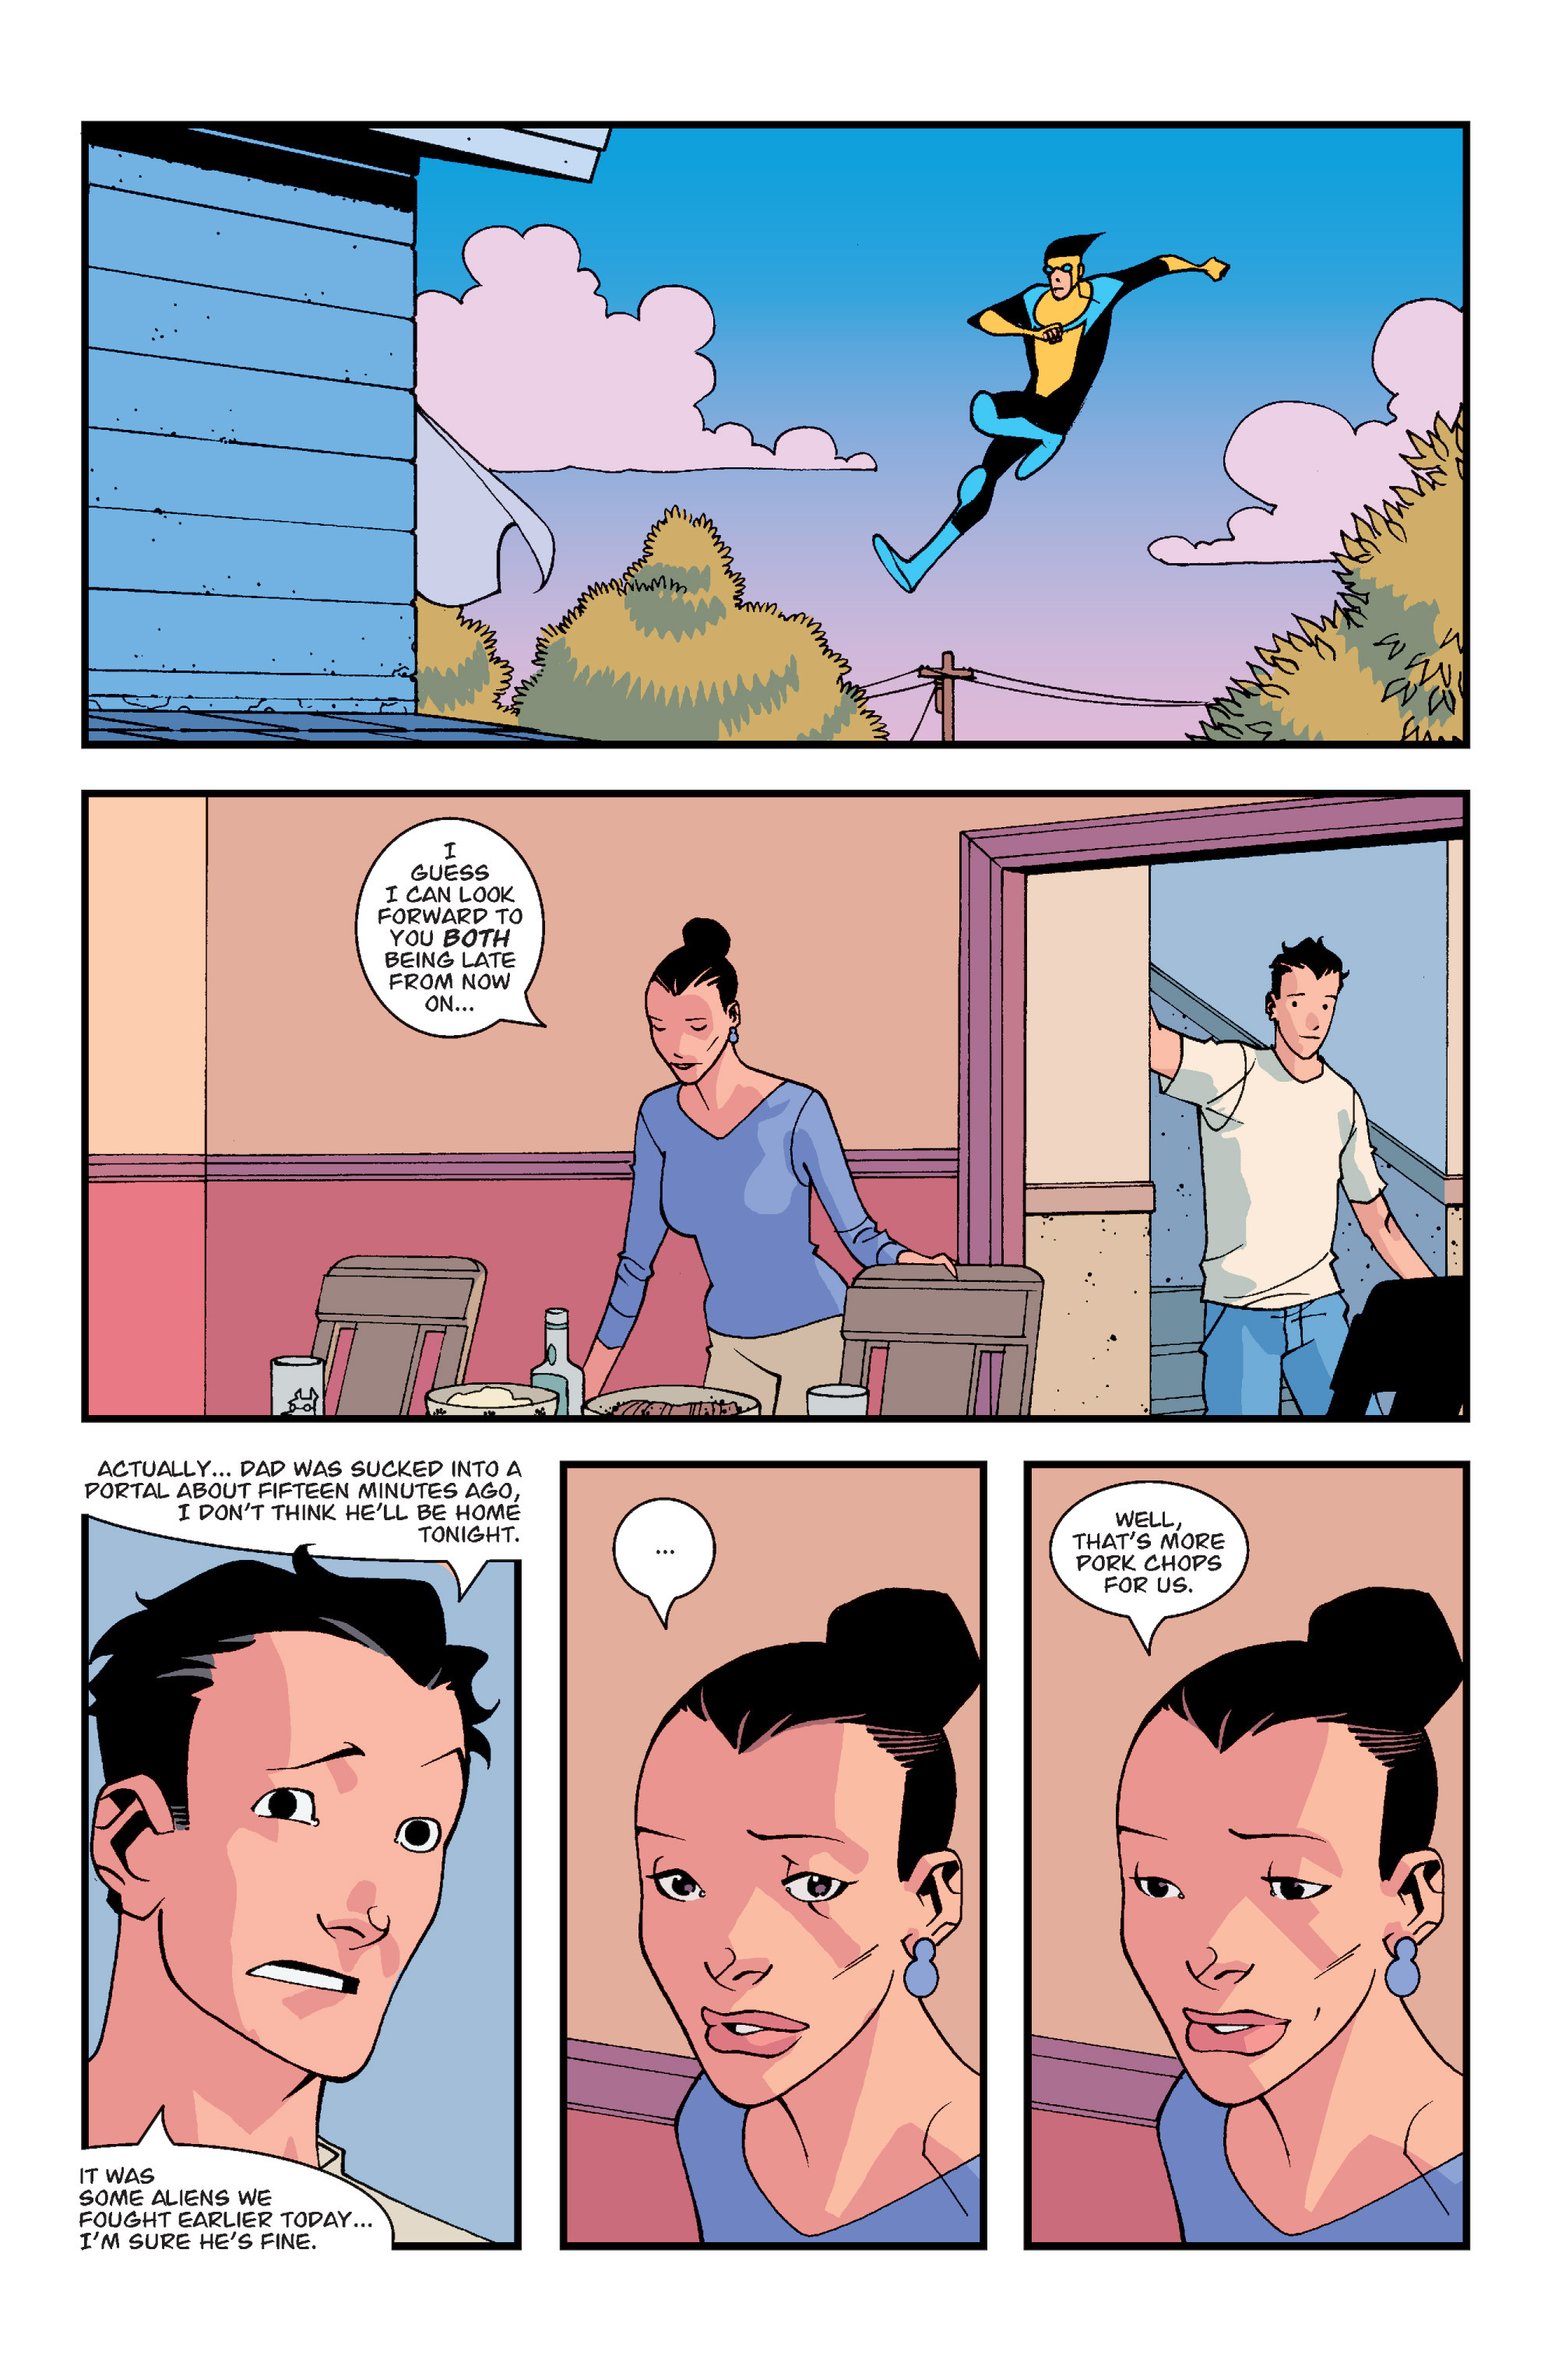 I
GUESS
I CAN LOOK
FORWARD TO
YOU BOTH
BEING LATE
FROM NOW
ON...
ACTUALLY... DAD WAS SUCKED INTO A
PORTAL ABOUT FIFTEEN MINUTES AGO,
I DON'T THINK HE'LL BE HOME
TONIGHT.
IT WAS
SOME ALIENS WE
FOUGHT EARLIER TODAY...
I'M SURE HE'S FINE.
...
WELL,
THAT'S MORE
PORK CHOPS
FOR US.